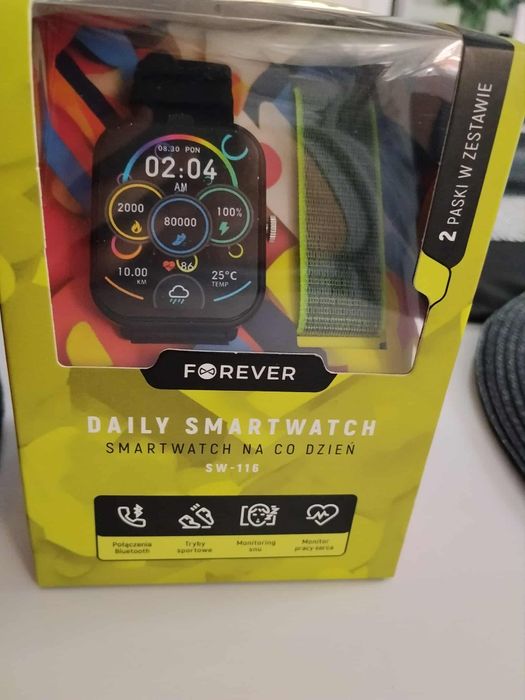 2 PASKI W ZESTAWIE
08.30 PON
02:04
AM
2000
80000
100%
86
10.00
KM
25°C
TEMP
FOREVER
DAILY SMARTWATCH
SMARTWATCH NA CO DZIEŃ
SW-116
Połączenia
Bluetooth
Tryby
sportowe
Monitoring
snu
Monitor
pracy serca